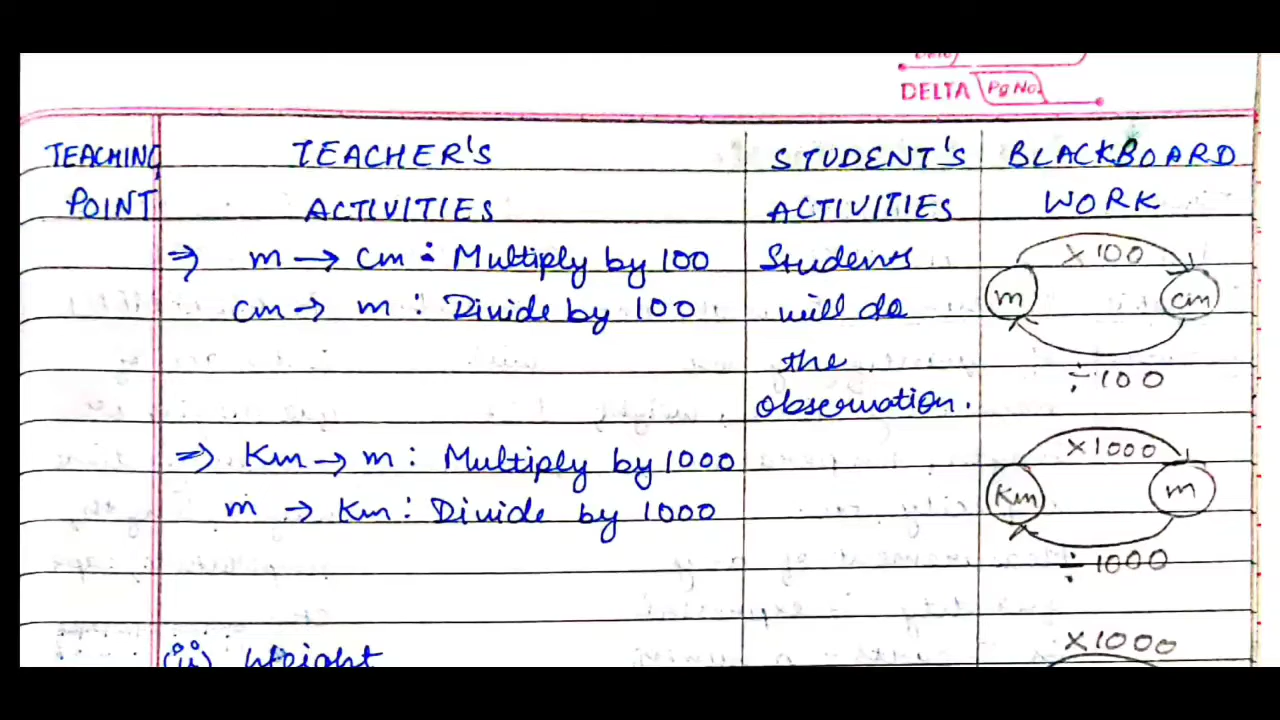 DELTA Pg No.
TEACHING POINT
TEACHER'S ACTIVITIES
STUDENT'S ACTIVITIES
BLACKBOARD WORK
⇒ m → cm : Multiply by 100
cm → m : Divide by 100
⇒ Km → m : Multiply by 1000
m → Km : Divide by 1000
(ii) Weight
Students
will do
the
observation.
×100
m cm
÷100
×1000
Km m
÷1000
×1000